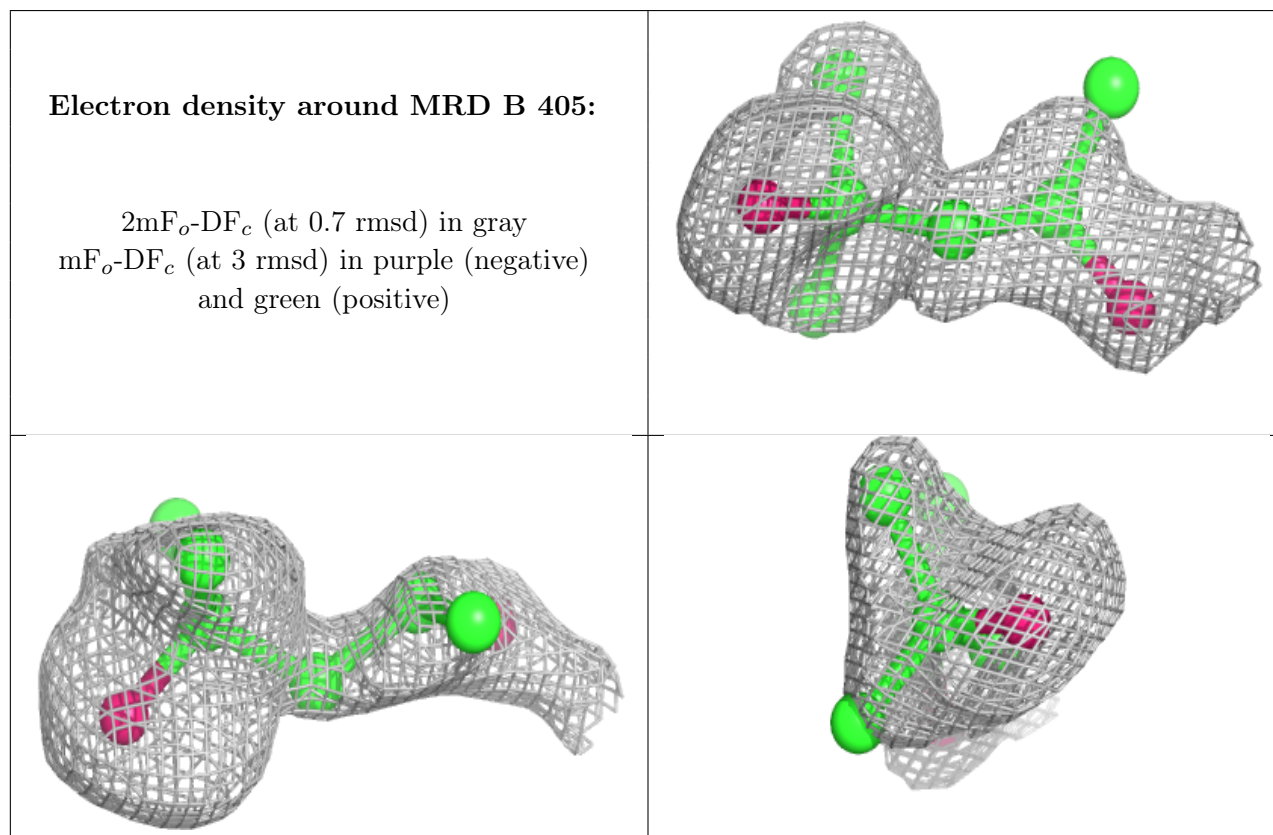 Electron density around MRD B 405:
2mFo-DFc (at 0.7 rmsd) in gray
mFo-DFc (at 3 rmsd) in purple (negative)
and green (positive)